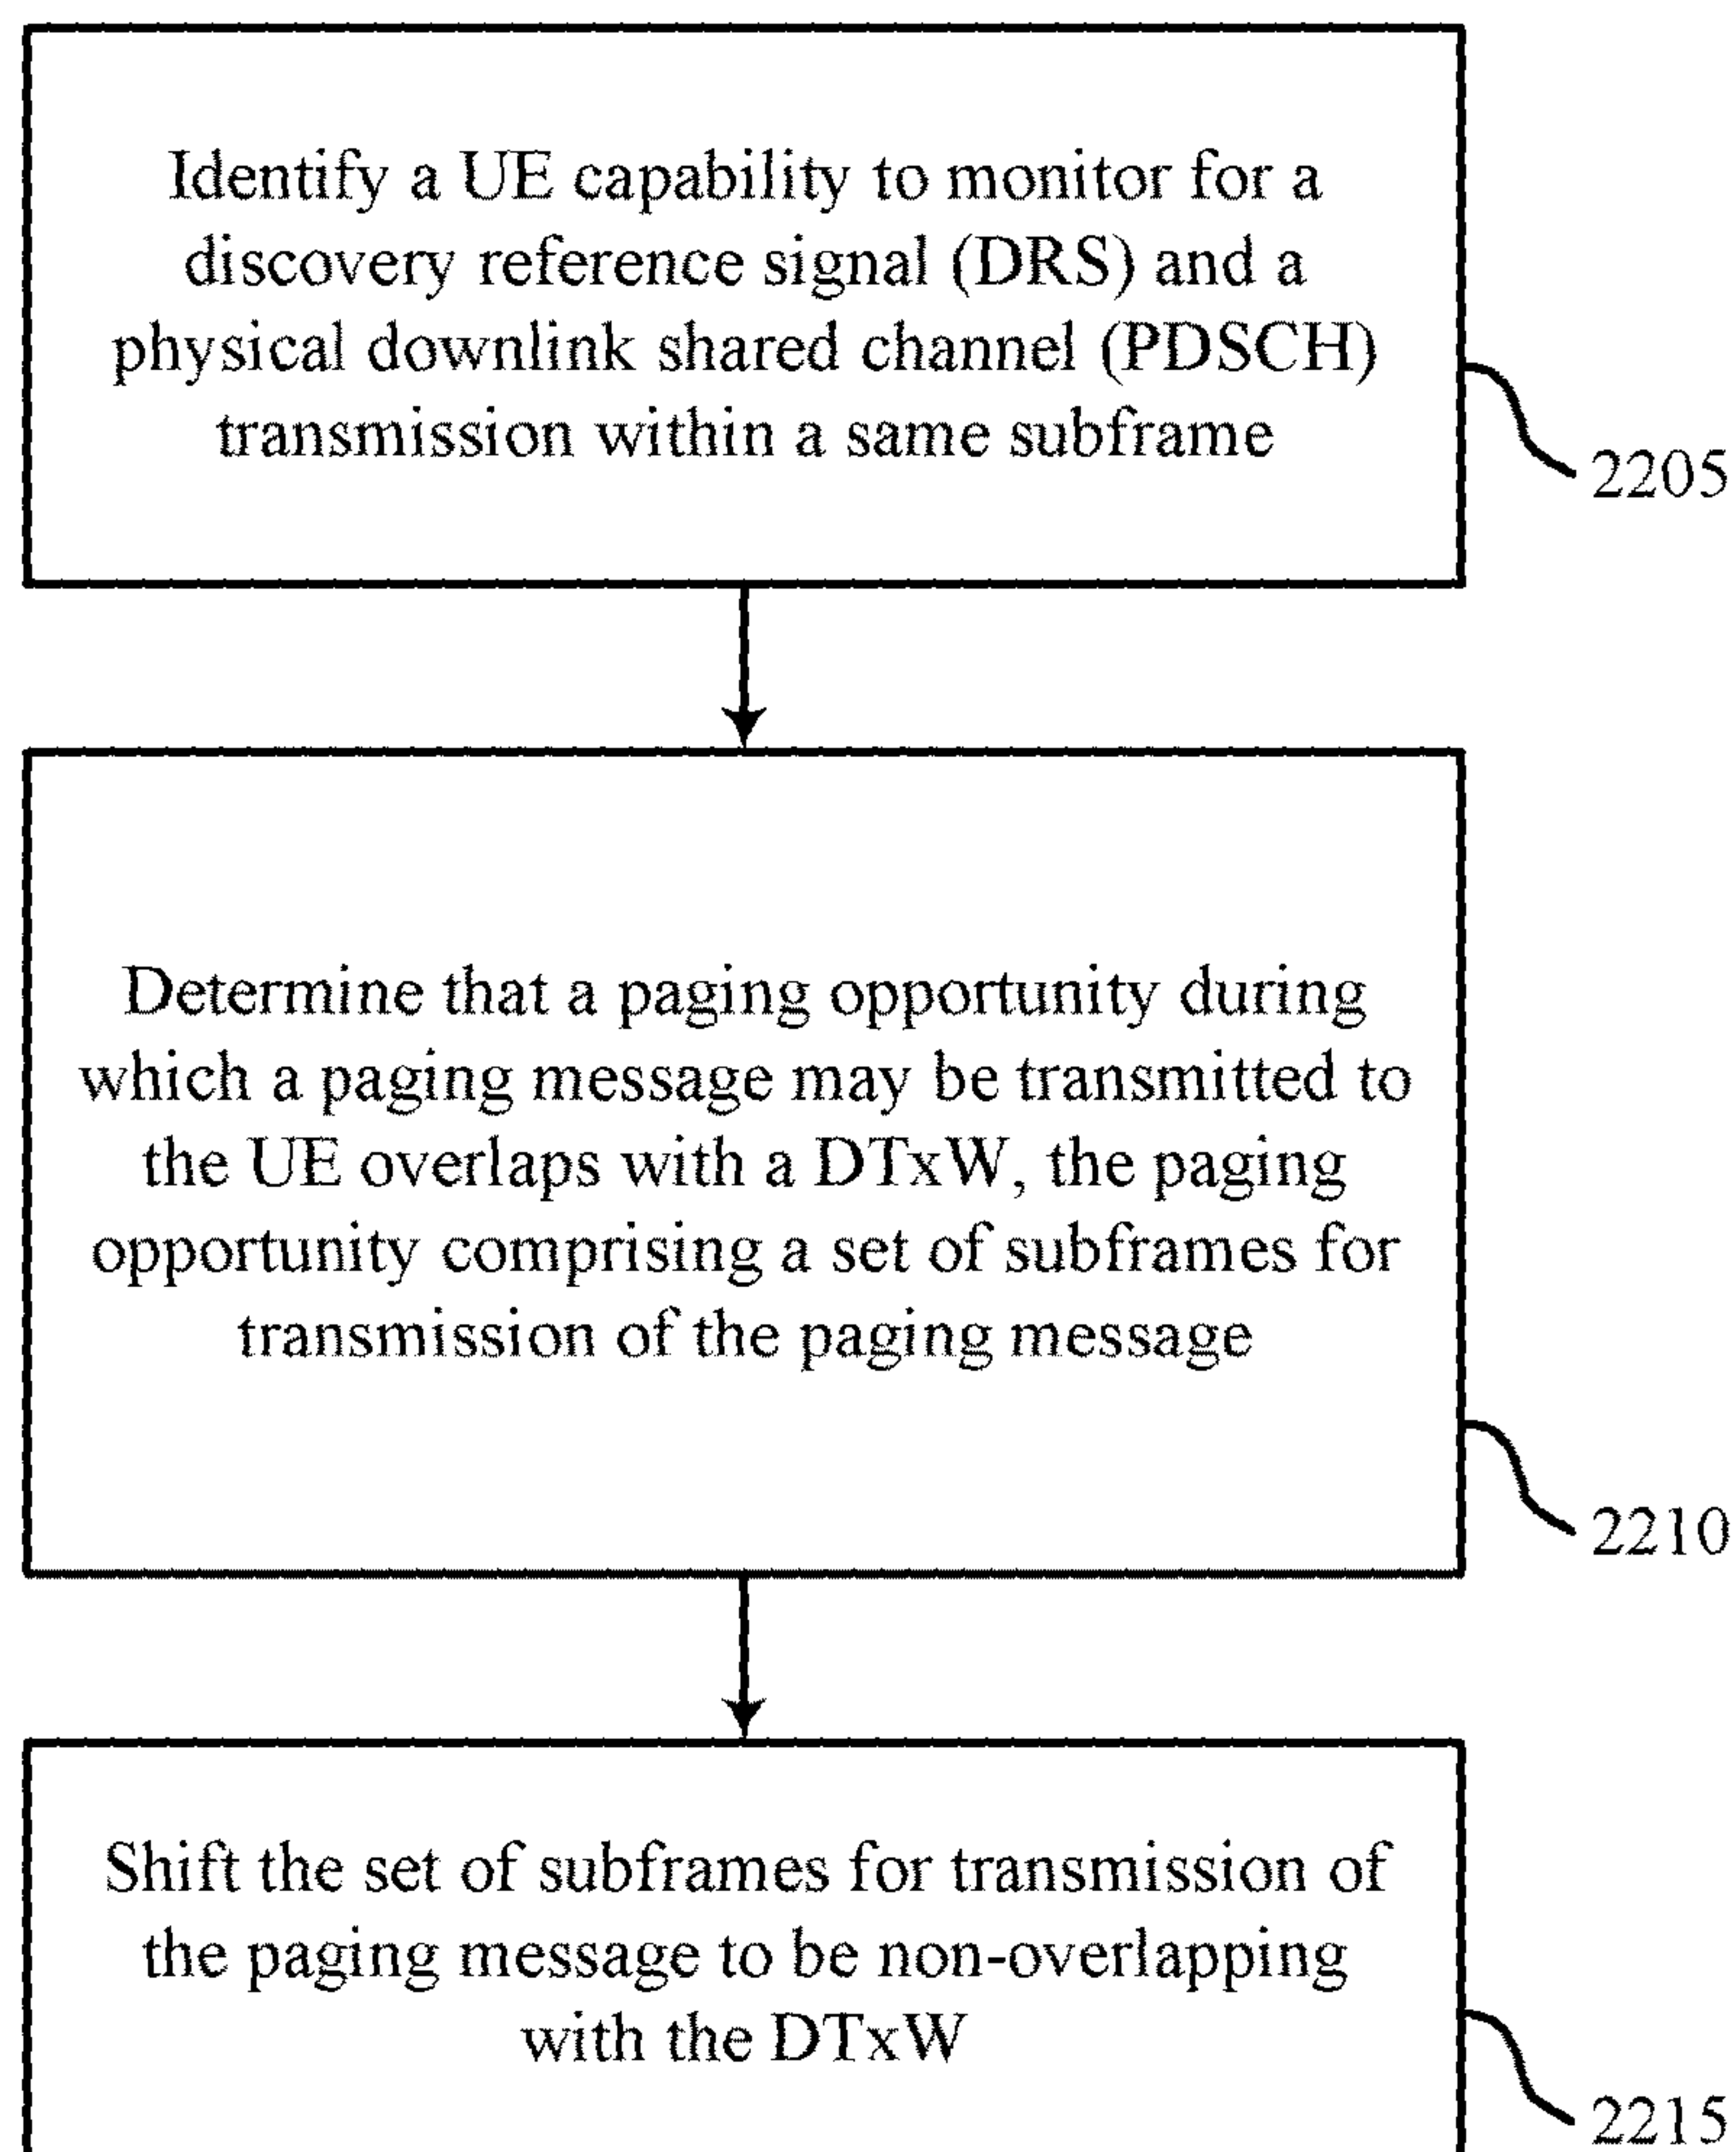 Identify a UE capability to monitor for a
discovery reference signal (DRS) and a
physical downlink shared channel (PDSCH)
transmission within a same subframe
2205
Determine that a paging opportunity during
which a paging message may be transmitted to
the UE overlaps with a DTxW, the paging
opportunity comprising a set of subframes for
transmission of the paging message
2210
Shift the set of subframes for transmission of
the paging message to be non-overlapping
with the DTxW
2215